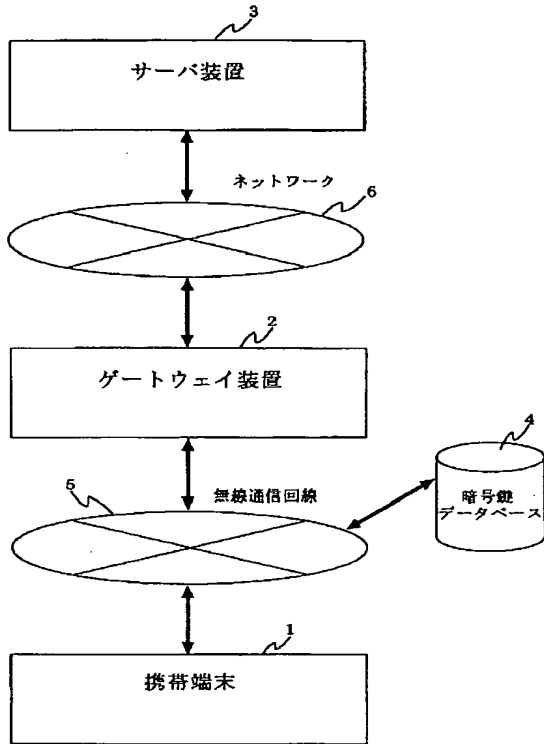 3
サーバ装置
ネットワーク
6
2
ゲートウェイ装置
4
暗号鍵
データベース
5
無線通信回線
1
携帯端末